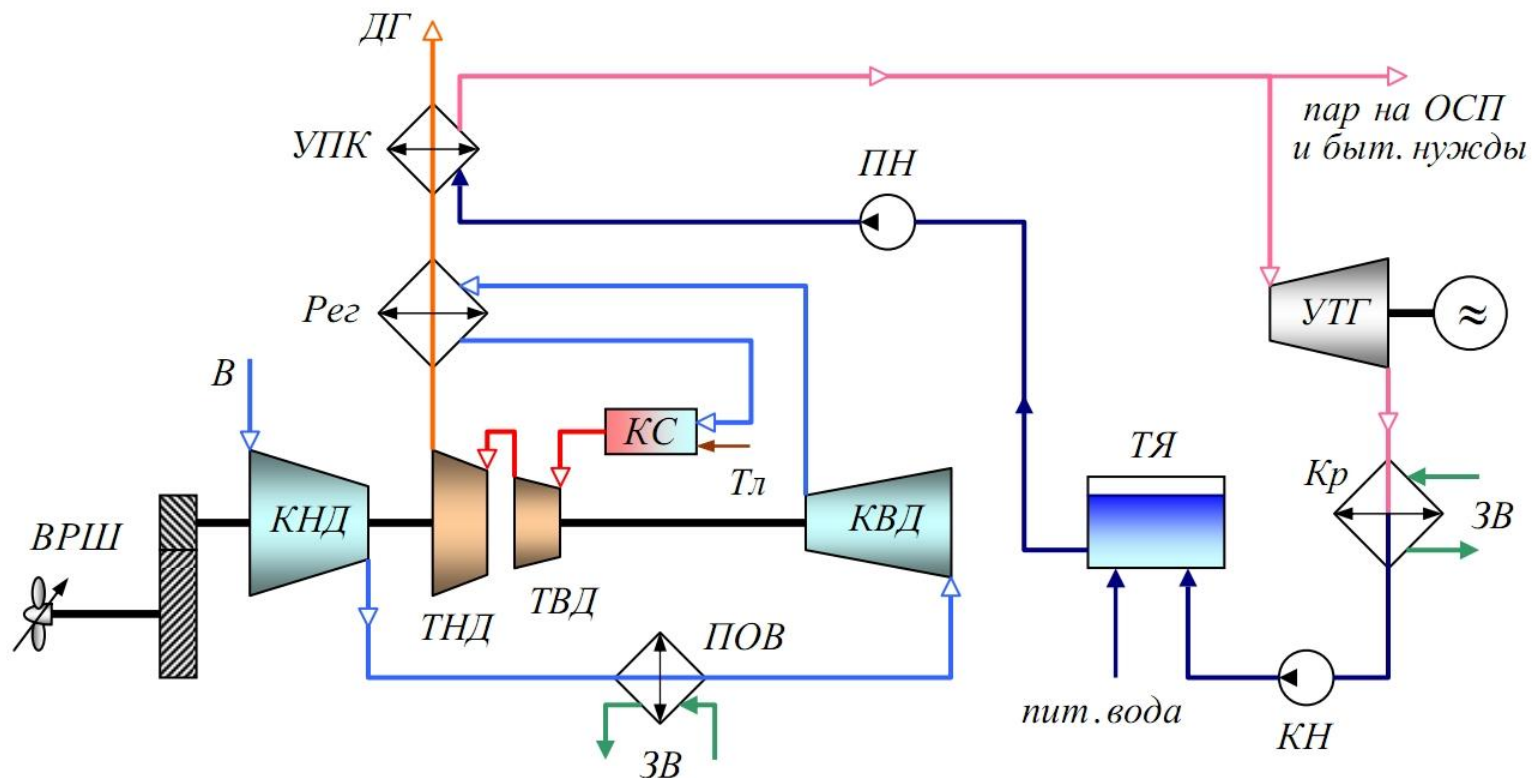 ДГ
пар на ОСП
и быт. нужды
УПК
ПН
Рег
УТГ
≈
В
КС
Тл
ТЯ
Кр
ЗВ
ВРШ
КНД
КВД
ТНД
ТВД
ПОВ
ЗВ
пит. вода
КН